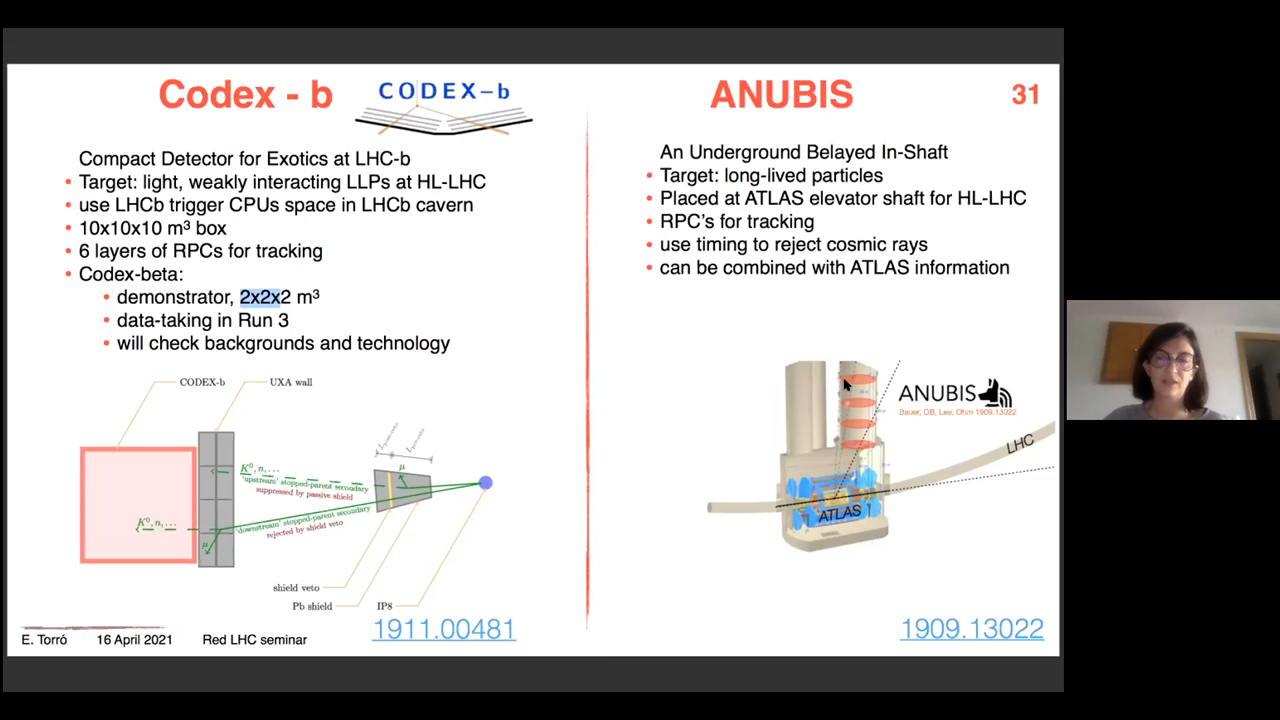 Codex - b
CODEX-b
Compact Detector for Exotics at LHC-b
• Target: light, weakly interacting LLPs at HL-LHC
• use LHCb trigger CPUs space in LHCb cavern
• 10x10x10 m³ box
• 6 layers of RPCs for tracking
• Codex-beta:
• demonstrator, 2x2x2 m³
• data-taking in Run 3
• will check backgrounds and technology
CODEX-b
UXA wall
K⁰, n, …
'upstream' stopped-parent secondary
suppressed by passive shield
μ
K⁰, n, …
'downstream' stopped-parent secondary
rejected by shield veto
μ
shield veto
Pb shield
IP8
1911.00481
E. Torró
16 April 2021
Red LHC seminar
ANUBIS
31
An Underground Belayed In-Shaft
• Target: long-lived particles
• Placed at ATLAS elevator shaft for HL-LHC
• RPC's for tracking
• use timing to reject cosmic rays
• can be combined with ATLAS information
ANUBIS
Bauer, OB, Lee, Ohm 1909.13022
LHC
ATLAS
1909.13022